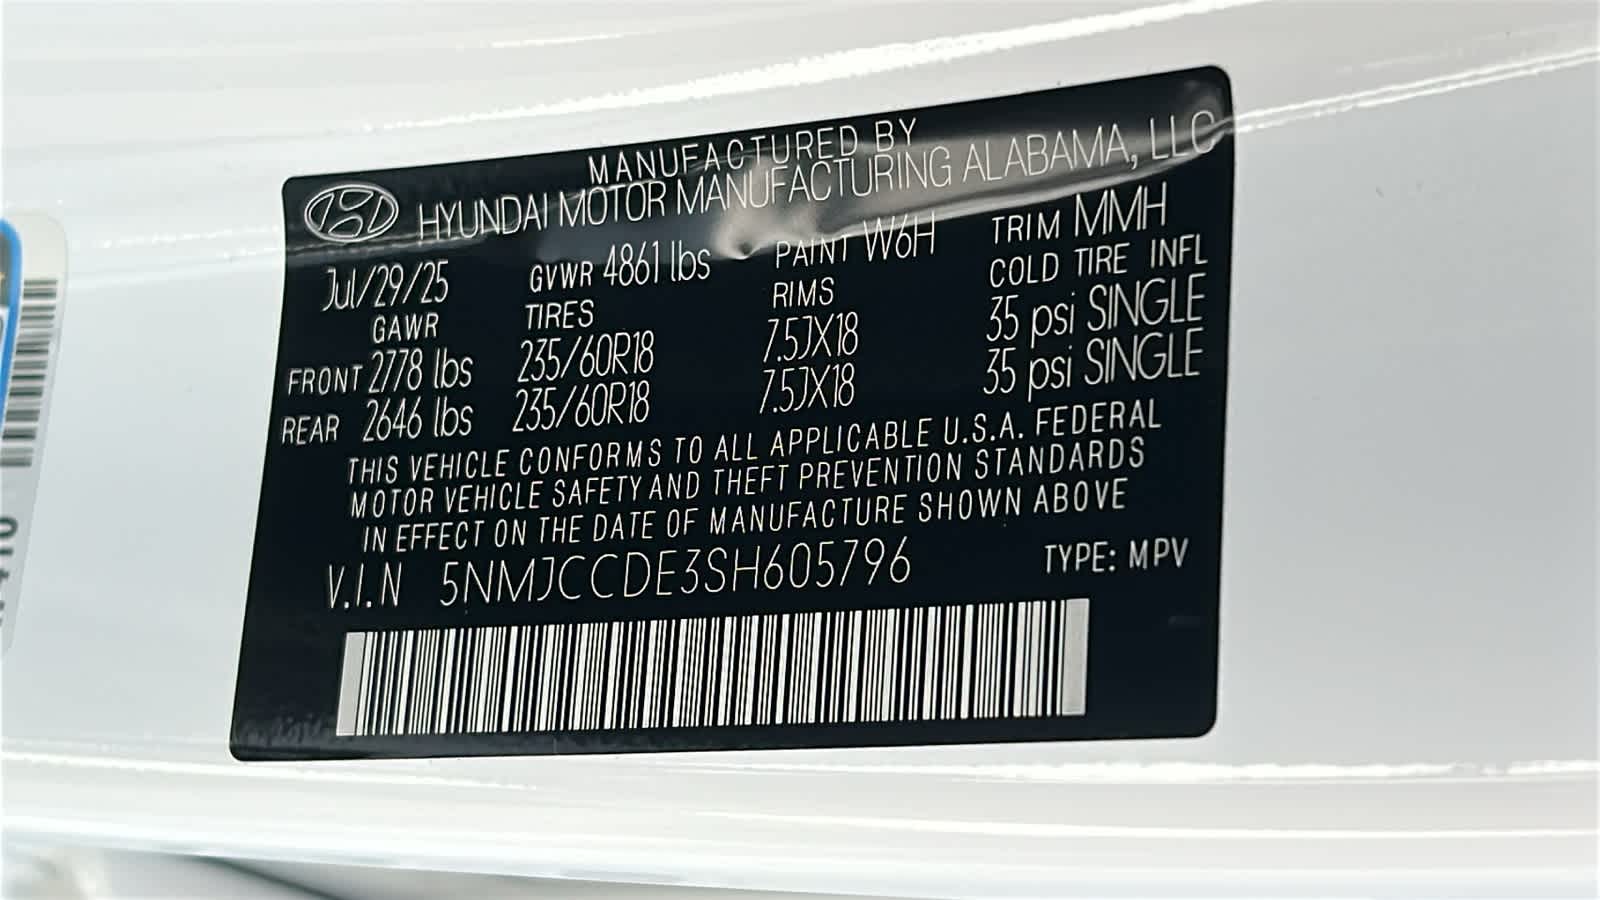 MANUFACTURED BY
HYUNDAI MOTOR MANUFACTURING ALABAMA, LLC
Jul/29/25 GVWR 4861 lbs PAINT W6H TRIM MMH
GAWR TIRES RIMS COLD TIRE INFL
FRONT 2778 lbs 235/60R18 7.5JX18 35 psi SINGLE
REAR 2646 lbs 235/60R18 7.5JX18 35 psi SINGLE
THIS VEHICLE CONFORMS TO ALL APPLICABLE U.S.A. FEDERAL
MOTOR VEHICLE SAFETY AND THEFT PREVENTION STANDARDS
IN EFFECT ON THE DATE OF MANUFACTURE SHOWN ABOVE
V.I.N 5NMJCCDE3SH605796 TYPE: MPV